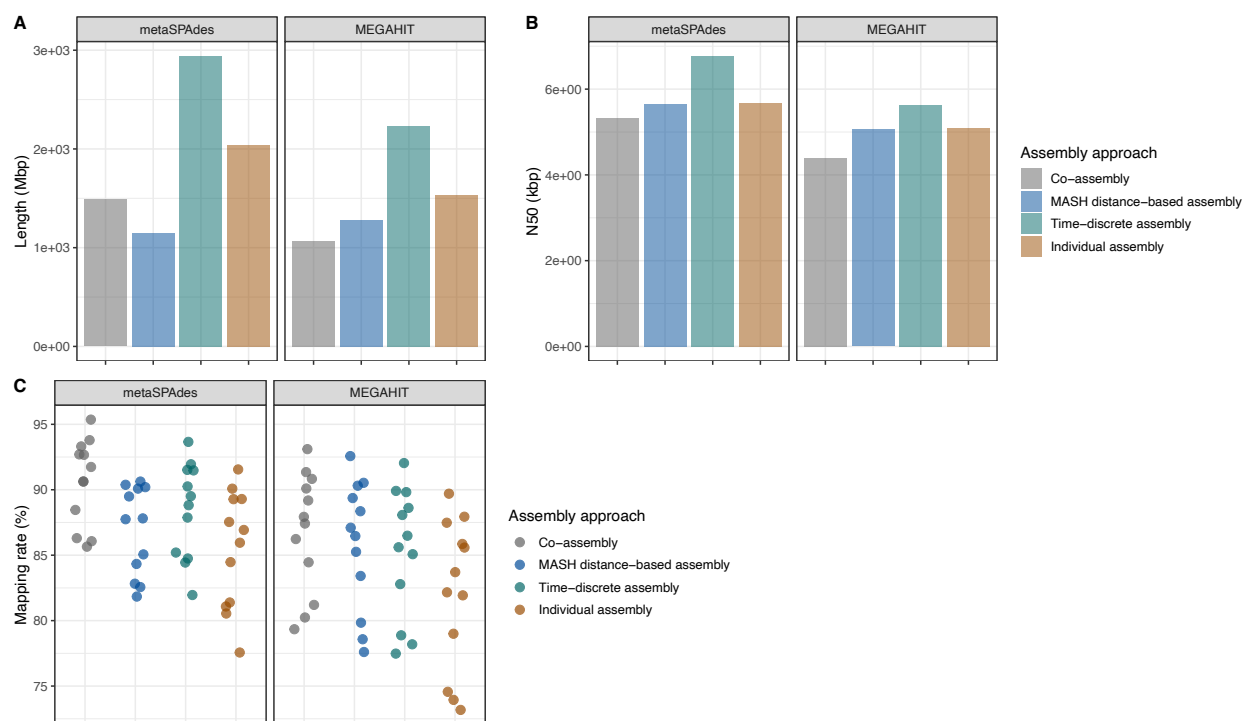 A
metaSPAdes
MEGAHIT
Length (Mbp)
3e+03
2e+03
1e+03
0e+00
B
metaSPAdes
MEGAHIT
N50 (kbp)
6e+00
4e+00
2e+00
0e+00
Assembly approach
Co−assembly
MASH distance−based assembly
Time−discrete assembly
Individual assembly
C
metaSPAdes
MEGAHIT
Mapping rate (%)
95
90
85
80
75
Assembly approach
Co−assembly
MASH distance−based assembly
Time−discrete assembly
Individual assembly